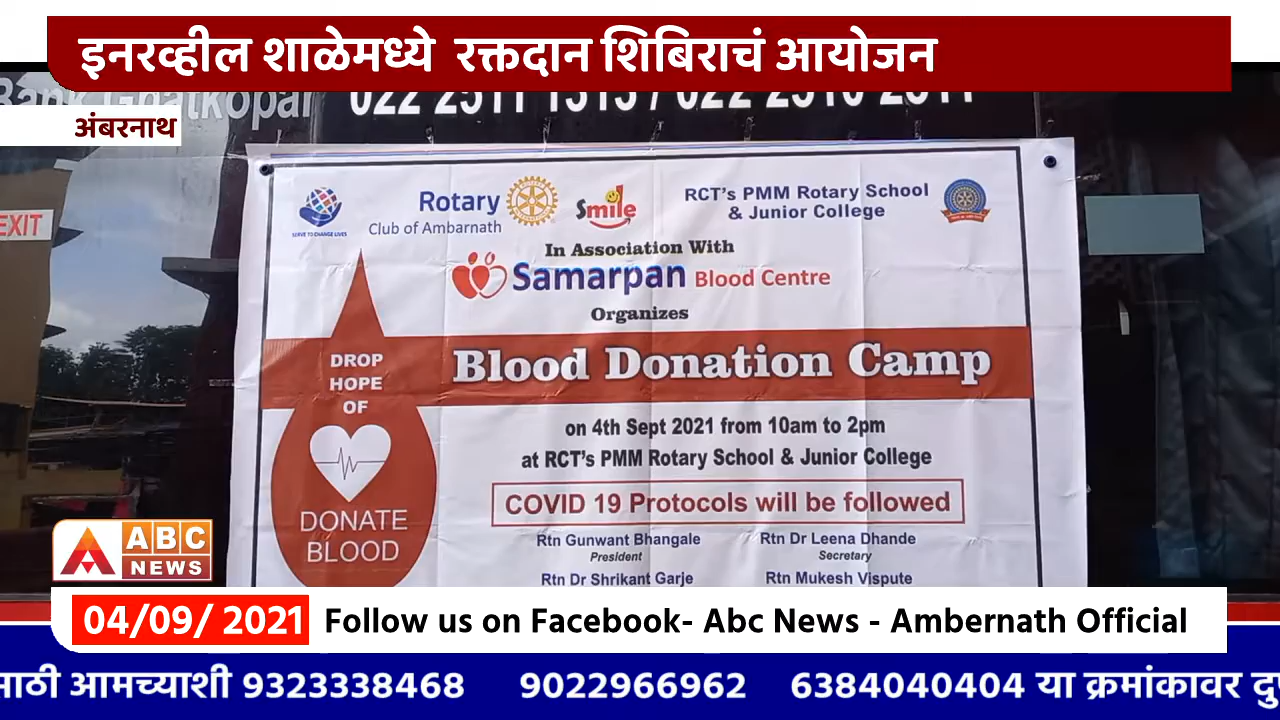 इनरव्हील शाळेमध्ये रक्तदान शिबिराचं आयोजन
अंबरनाथ
EXIT
Rotary
Club of Ambarnath
Smile
RCT's PMM Rotary School
& Junior College
SERVE TO CHANGE LIVES
In Association With
Samarpan Blood Centre
Organizes
Blood Donation Camp
DROP
HOPE
OF
DONATE
BLOOD
on 4th Sept 2021 from 10am to 2pm
at RCT's PMM Rotary School & Junior College
COVID 19 Protocols will be followed
Rtn Gunwant Bhangale Rtn Dr Leena Dhande
President Secretary
Rtn Dr Shrikant Garje Rtn Mukesh Vispute
ABC
NEWS
04/09/ 2021 Follow us on Facebook- Abc News - Ambernath Official
आमच्याशी 9323338468 9022966962 6384040404 या क्रमांकावर